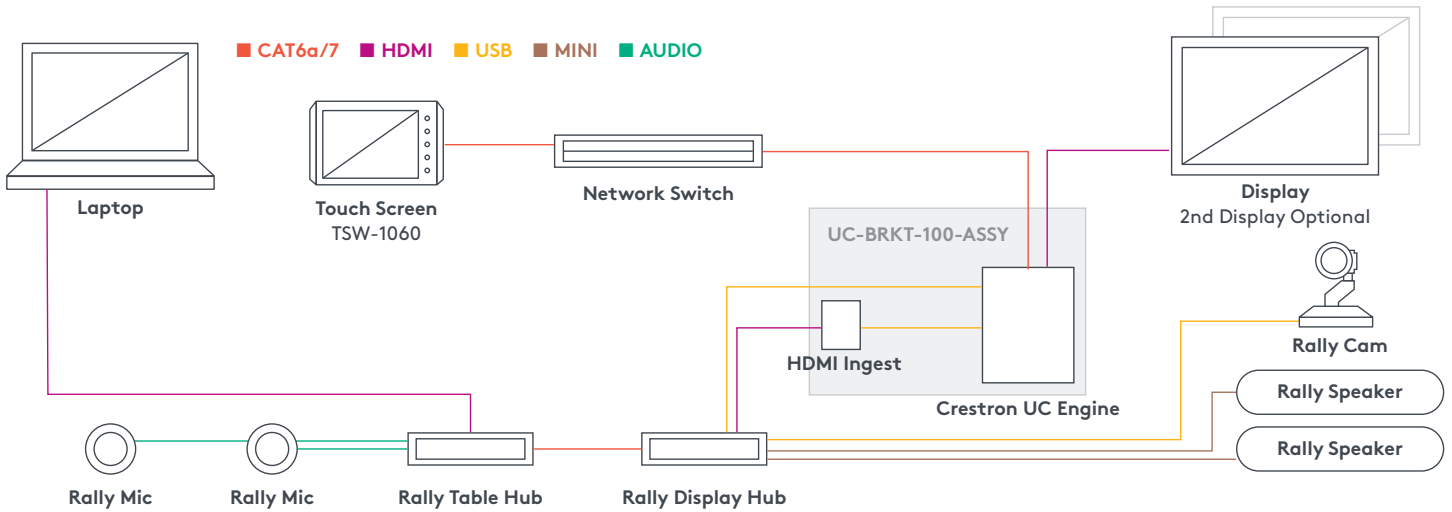 CAT6a/7 HDMI USB MINI AUDIO
Laptop
Touch Screen
TSW-1060
Network Switch
Display
2nd Display Optional
UC-BRKT-100-ASSY
HDMI Ingest
Crestron UC Engine
Rally Cam
Rally Speaker
Rally Speaker
Rally Mic
Rally Mic
Rally Table Hub
Rally Display Hub